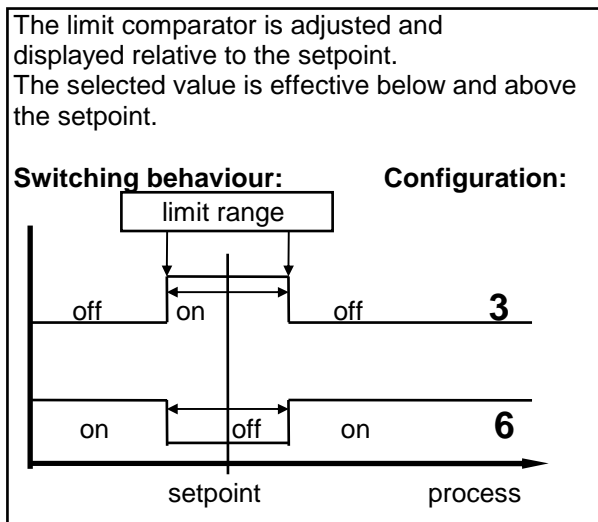 The limit comparator is adjusted and
displayed relative to the setpoint.
The selected value is effective below and above
the setpoint.
Switching behaviour: Configuration:
limit range
off on off 3
on off on 6
setpoint process